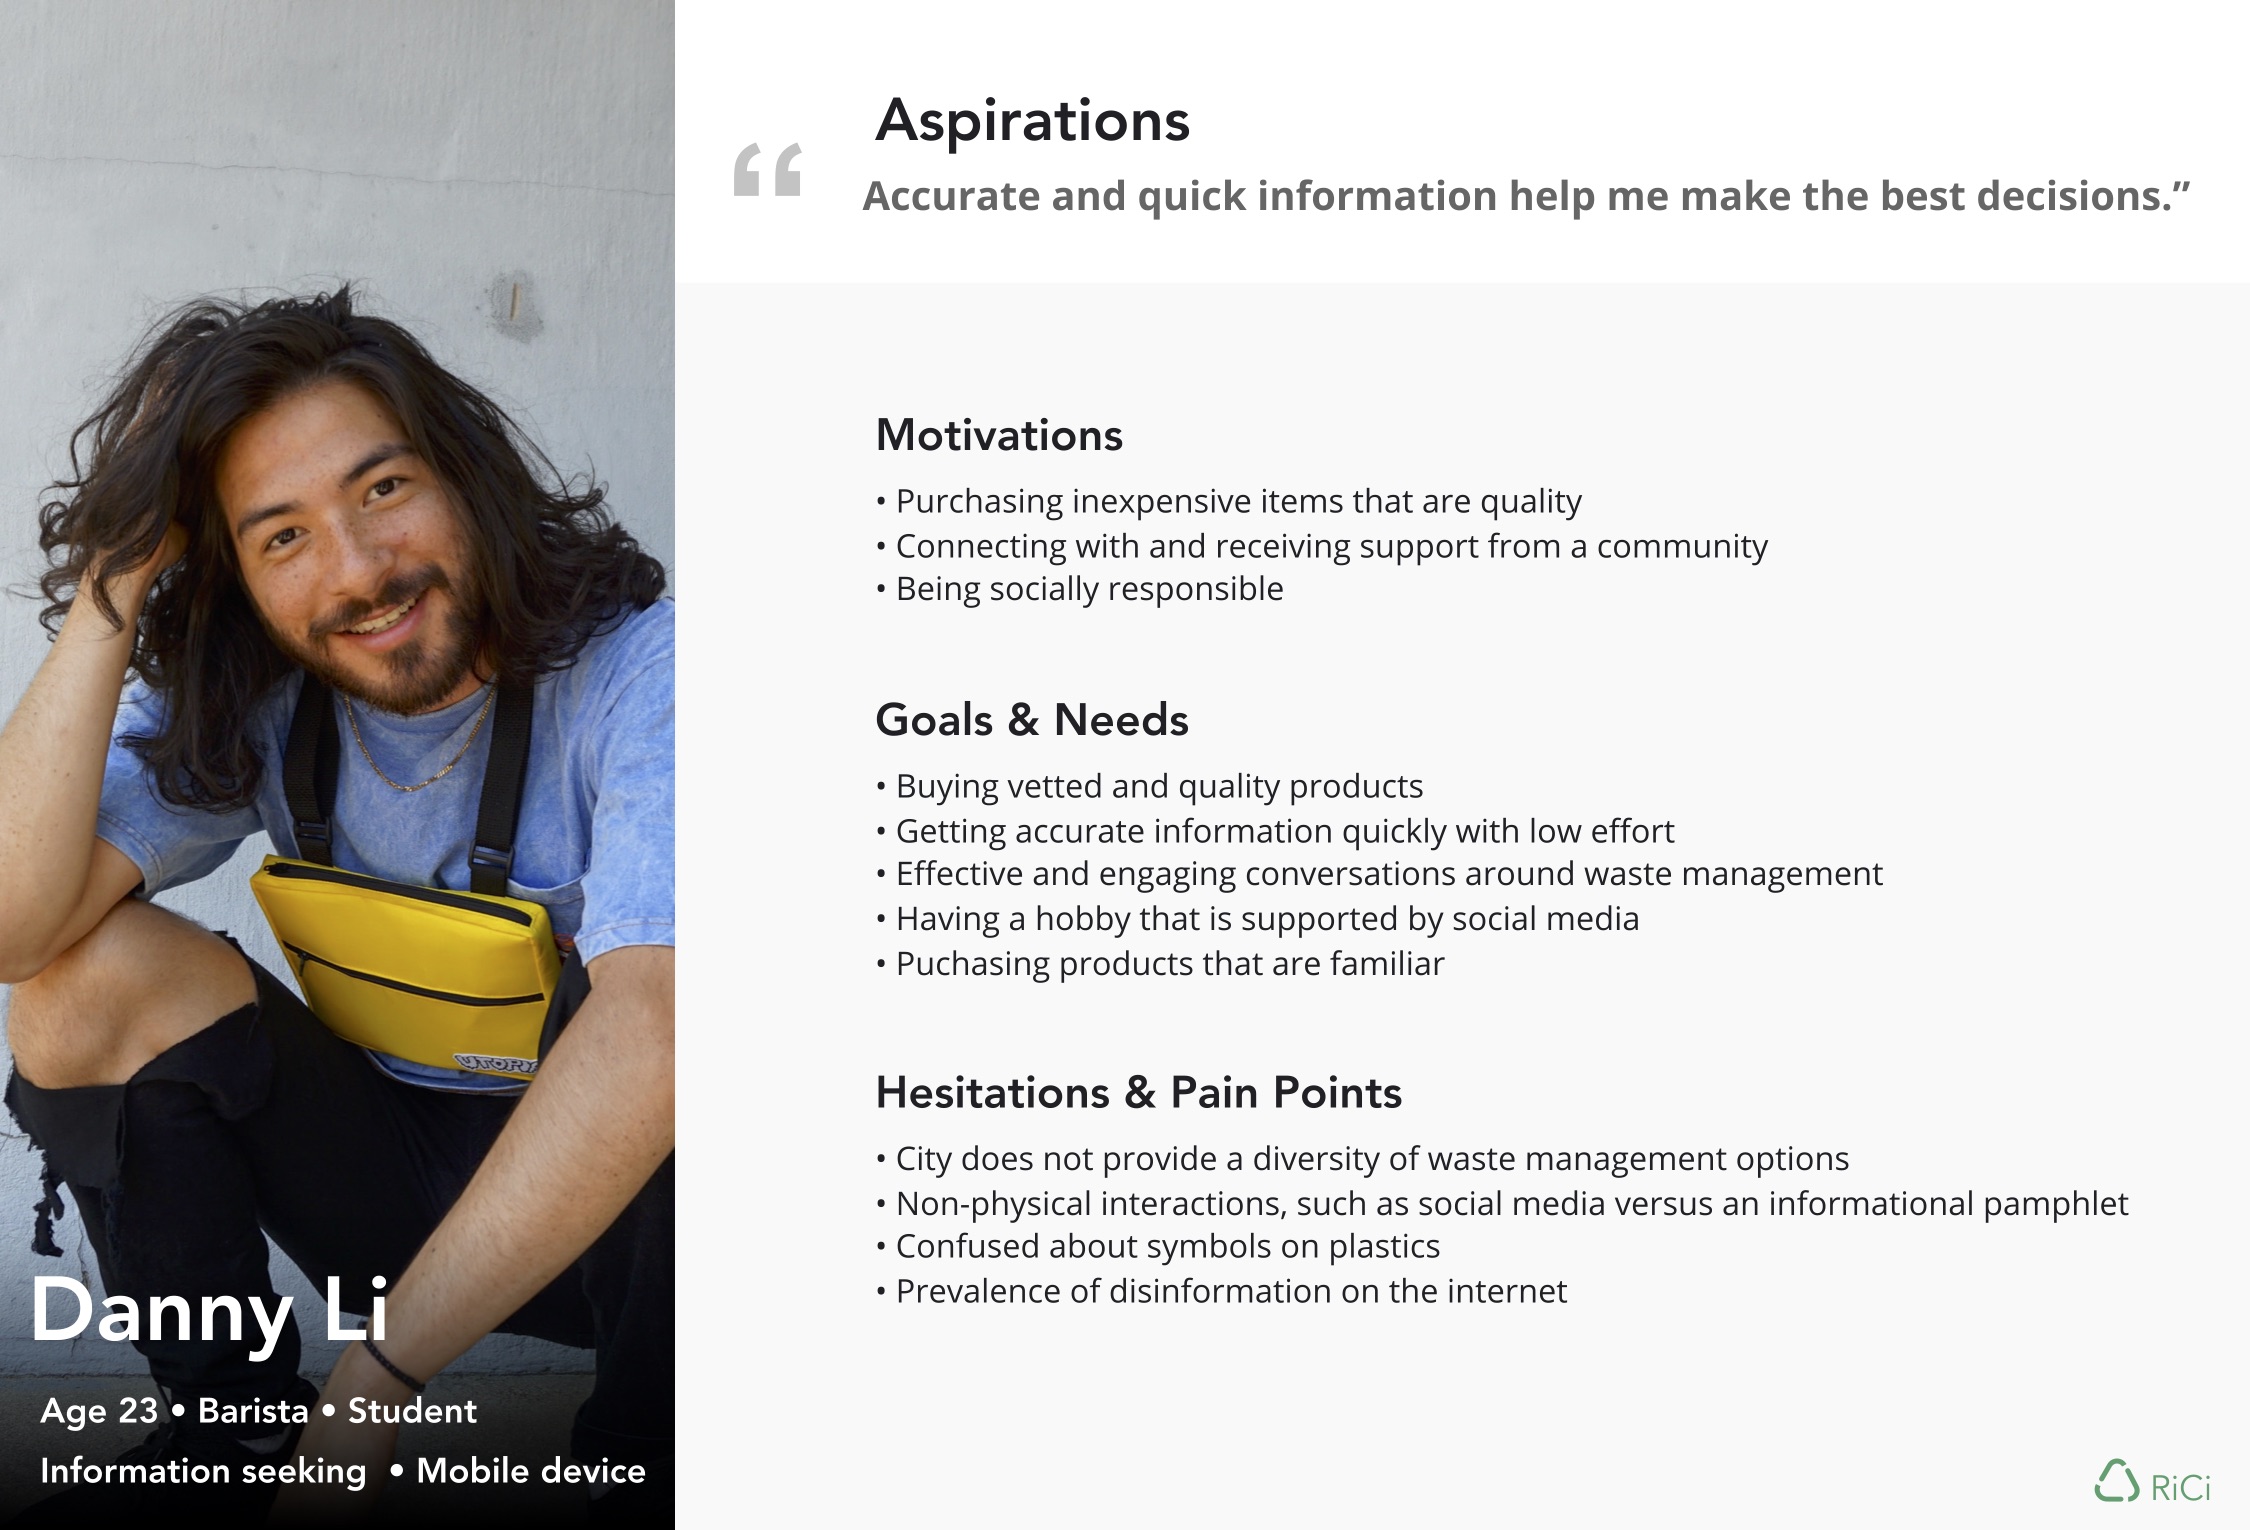 Aspirations
“ Accurate and quick information help me make the best decisions.”
Motivations
• Purchasing inexpensive items that are quality
• Connecting with and receiving support from a community
• Being socially responsible
Goals & Needs
• Buying vetted and quality products
• Getting accurate information quickly with low effort
• Effective and engaging conversations around waste management
• Having a hobby that is supported by social media
• Puchasing products that are familiar
Hesitations & Pain Points
• City does not provide a diversity of waste management options
• Non-physical interactions, such as social media versus an informational pamphlet
• Confused about symbols on plastics
• Prevalence of disinformation on the internet
Danny Li
Age 23 • Barista • Student
Information seeking • Mobile device
RiCi